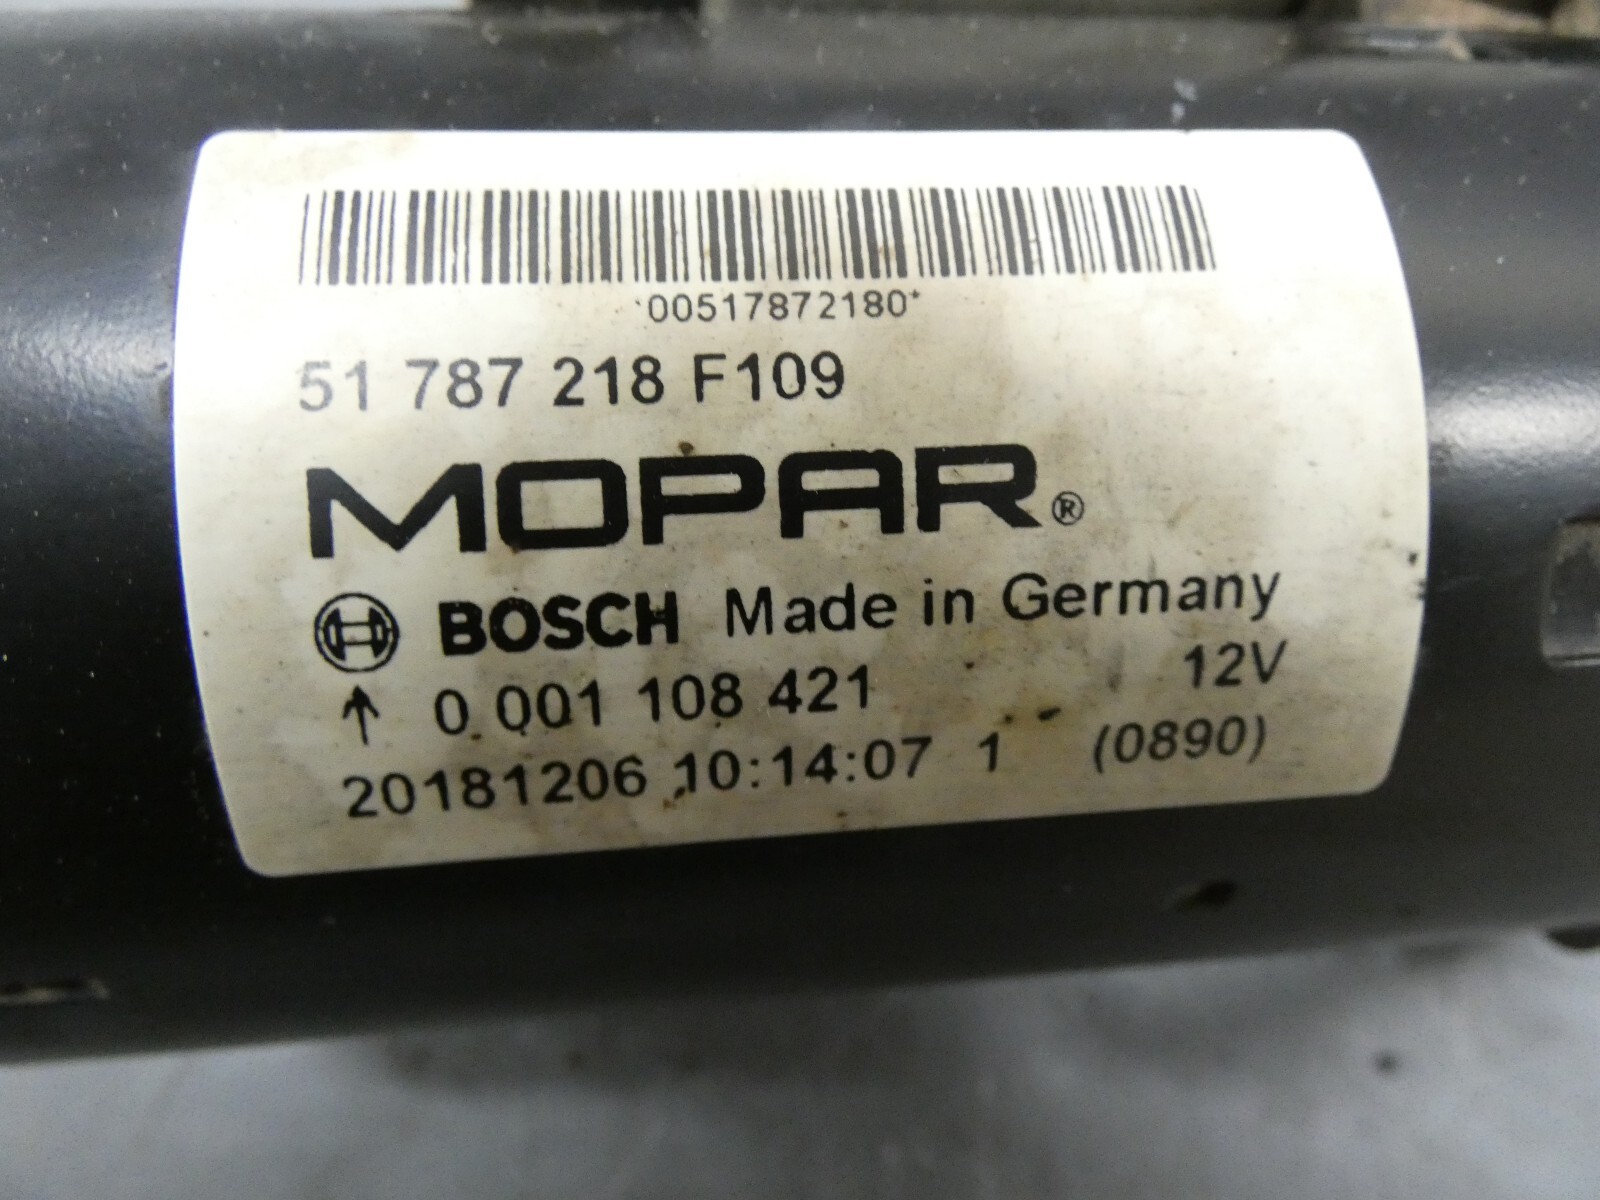 *00517872180*
51 787 218 F109
MOPAR®
BOSCH Made in Germany
0 001 108 421 12V
20181206 10:14:07 1 (0890)